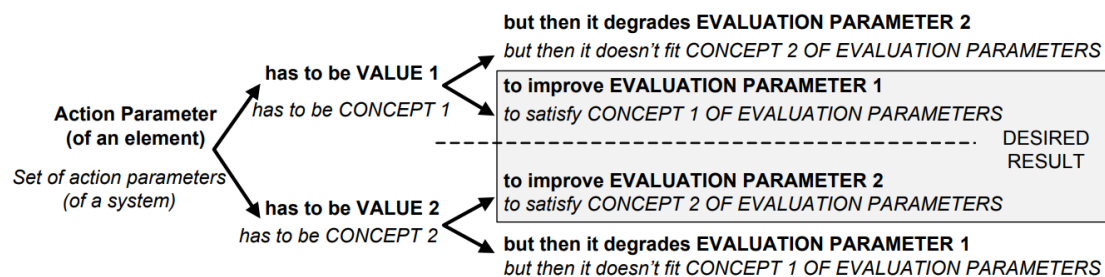 but then it degrades EVALUATION PARAMETER 2
but then it doesn't fit CONCEPT 2 OF EVALUATION PARAMETERS
has to be VALUE 1
has to be CONCEPT 1
to improve EVALUATION PARAMETER 1
to satisfy CONCEPT 1 OF EVALUATION PARAMETERS
Action Parameter
(of an element)
Set of action parameters
(of a system)
DESIRED
RESULT
has to be VALUE 2
has to be CONCEPT 2
to improve EVALUATION PARAMETER 2
to satisfy CONCEPT 2 OF EVALUATION PARAMETERS
but then it degrades EVALUATION PARAMETER 1
but then it doesn't fit CONCEPT 1 OF EVALUATION PARAMETERS